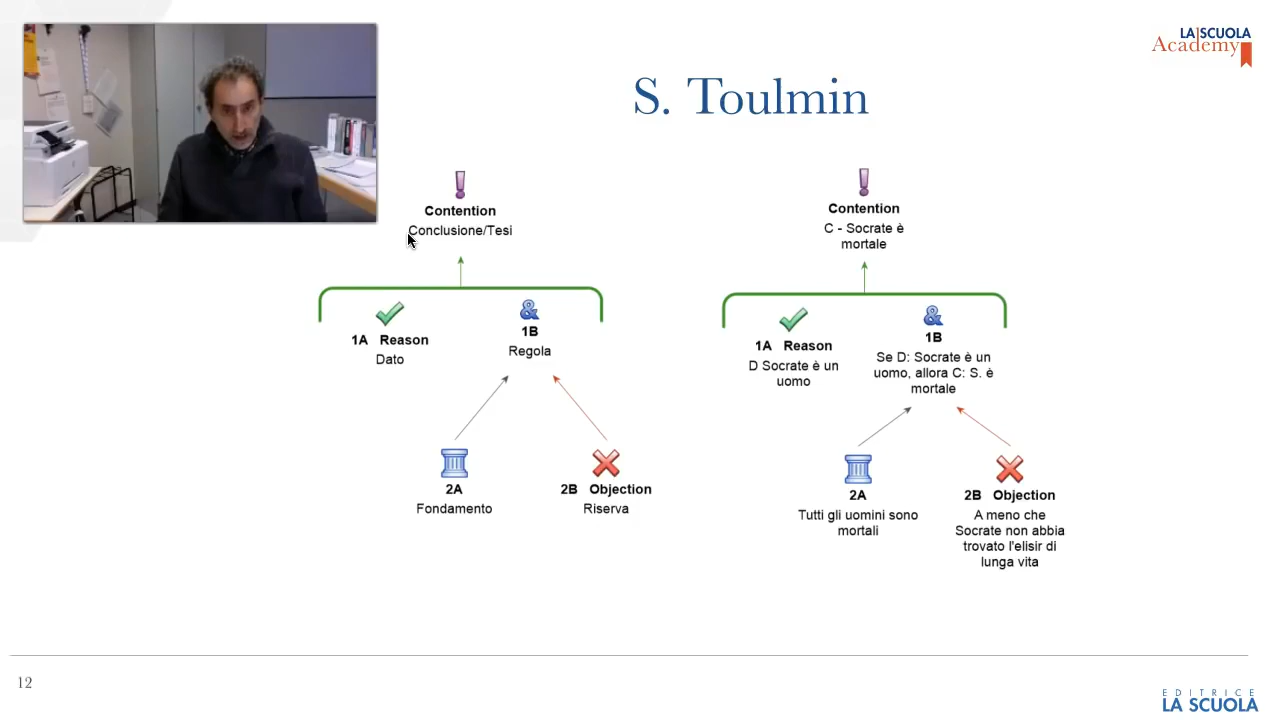 LA SCUOLA
Academy
S. Toulmin
Contention
Conclusione/Tesi
1A Reason
Dato
&
1B
Regola
2A
Fondamento
2B Objection
Riserva
Contention
C - Socrate è
mortale
1A Reason
D Socrate è un
uomo
&
1B
Se D: Socrate è un
uomo, allora C: S. è
mortale
2A
Tutti gli uomini sono
mortali
2B Objection
A meno che
Socrate non abbia
trovato l'elisir di
lunga vita
12
EDITRICE
LA SCUOLA